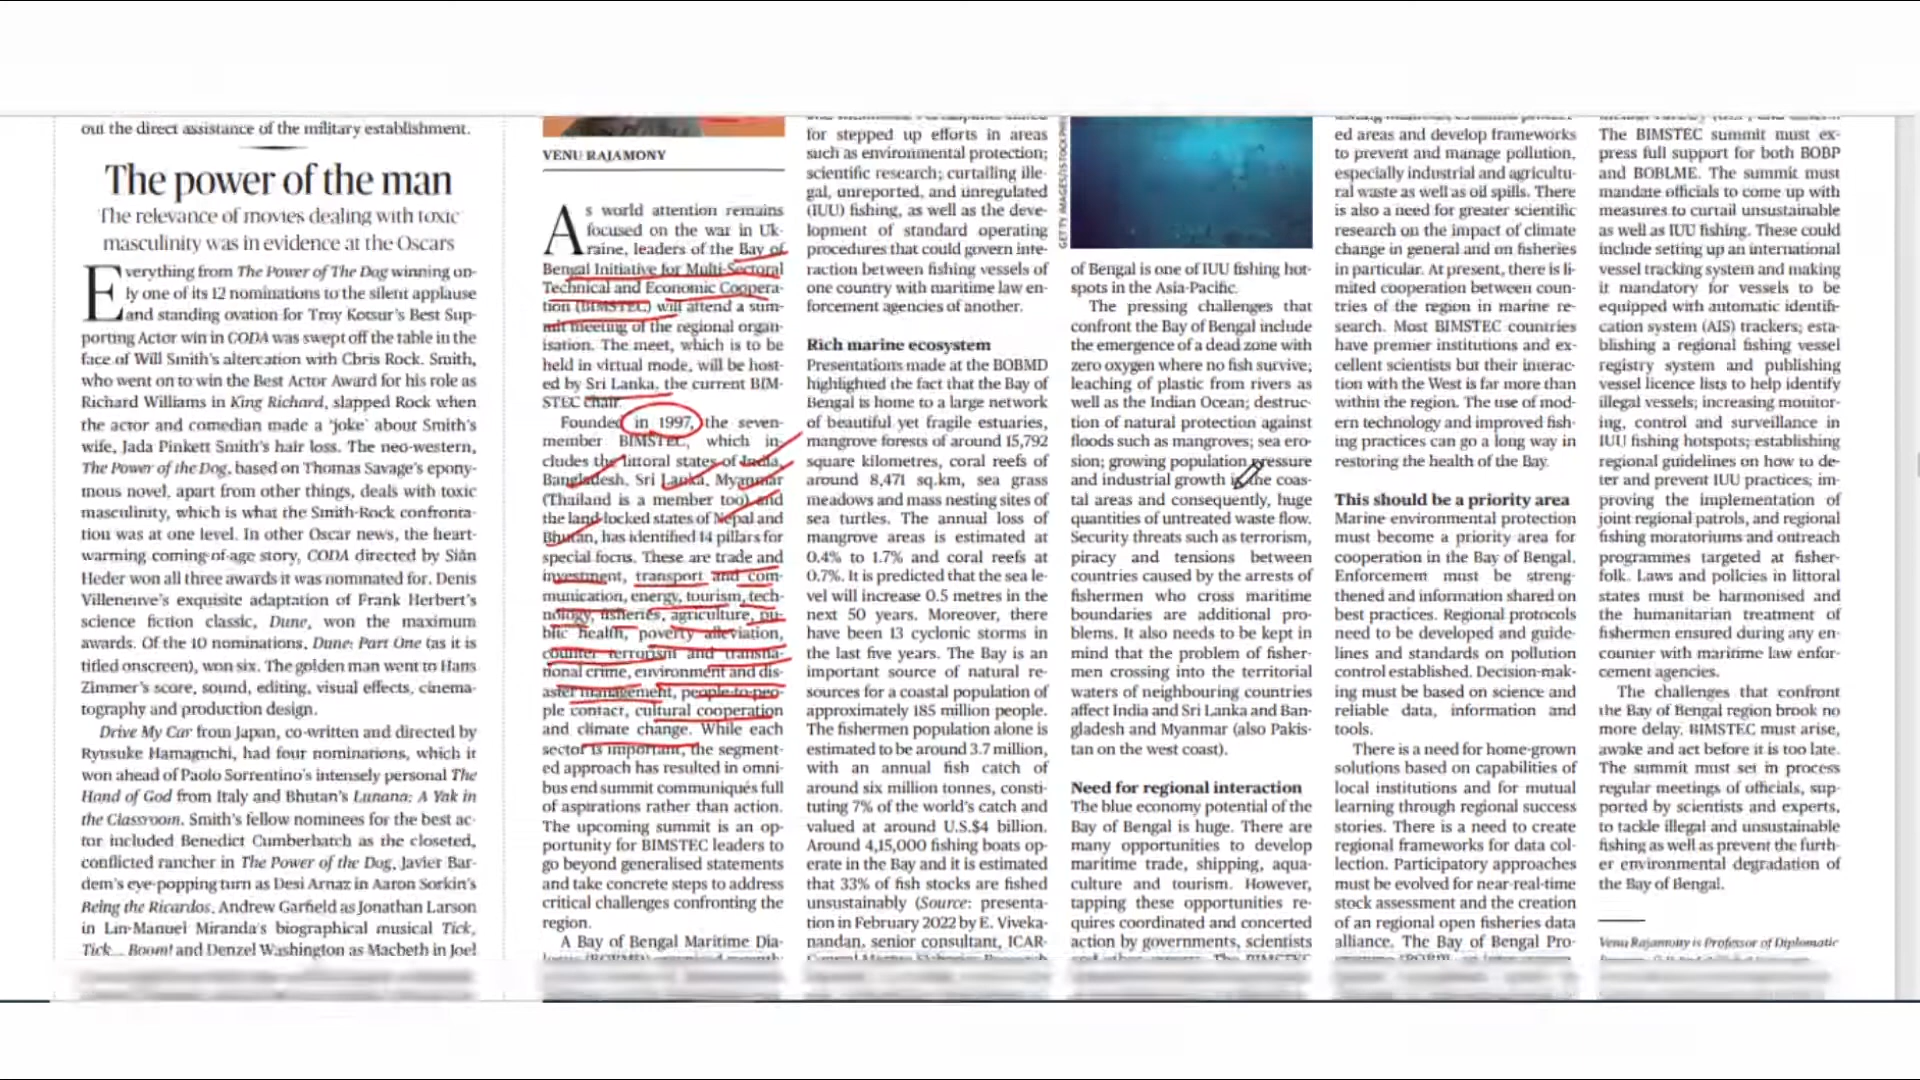 out the direct assistance of the military establishment.
The power of the man
The relevance of movies dealing with toxic
masculinity was in evidence at the Oscars
Everything from The Power of The Dog winning on-
ly one of its 12 nominations to the silent applause
and standing ovation for Troy Kotsur's Best Sup-
porting Actor win in CODA was swept off the table in the
face of Will Smith's altercation with Chris Rock. Smith,
who went on to win the Best Actor Award for his role as
Richard Williams in King Richard, slapped Rock when
the actor and comedian made a 'joke' about Smith's
wife, Jada Pinkett Smith's hair loss. The neo-western,
The Power of the Dog, based on Thomas Savage's epony-
mous novel, apart from other things, deals with toxic
masculinity, which is what the Smith-Rock confronta-
tion was at one level. In other Oscar news, the heart-
warming coming-of-age story, CODA directed by Siân
Heder won all three awards it was nominated for. Denis
Villeneuve's exquisite adaptation of Frank Herbert's
science fiction classic, Dune, won the maximum
awards. Of the 10 nominations, Dune: Part One (as it is
titled onscreen), won six. The golden man went to Hans
Zimmer's score, sound, editing, visual effects, cinema-
tography and production design.
Drive My Car from Japan, co-written and directed by
Ryusuke Hamaguchi, had four nominations, which it
won ahead of Paolo Sorrentino's intensely personal The
Hand of God from Italy and Bhutan's Lunana: A Yak in
the Classroom. Smith's fellow nominees for the best ac-
tor included Benedict Cumberbatch as the closeted,
conflicted rancher in The Power of the Dog, Javier Bar-
dem's eye-popping turn as Desi Arnaz in Aaron Sorkin's
Being the Ricardos, Andrew Garfield as Jonathan Larson
in Lin-Manuel Miranda's biographical musical Tick,
Tick... Boom! and Denzel Washington as Macbeth in Joel
VENU RAJAMONY
As world attention remains
focused on the war in Uk-
raine, leaders of the Bay of
Bengal Initiative for Multi-Sectoral
Technical and Economic Coopera-
tion (BIMSTEC) will attend a sum-
mit meeting of the regional organ-
isation. The meet, which is to be
held in virtual mode, will be host-
ed by Sri Lanka, the current BIM-
STEC chair.
Founded in 1997, the seven-
member BIMSTEC, which in-
cludes the littoral states of India,
Bangladesh, Sri Lanka, Myanmar
(Thailand is a member too) and
the land-locked states of Nepal and
Bhutan, has identified 14 pillars for
special focus. These are trade and
investment, transport and com-
munication, energy, tourism, tech-
nology, fisheries, agriculture, pu-
blic health, poverty alleviation,
counter terrorism and transna-
tional crime, environment and dis-
aster management, people-to-peo-
ple contact, cultural cooperation
and climate change. While each
sector is important, the segment-
ed approach has resulted in omni-
bus end summit communiqués full
of aspirations rather than action.
The upcoming summit is an op-
portunity for BIMSTEC leaders to
go beyond generalised statements
and take concrete steps to address
critical challenges confronting the
region.
A Bay of Bengal Maritime Dia-
for stepped up efforts in areas
such as environmental protection;
scientific research; curtailing ille-
gal, unreported, and unregulated
(IUU) fishing, as well as the deve-
lopment of standard operating
procedures that could govern inte-
raction between fishing vessels of
one country with maritime law en-
forcement agencies of another.
Rich marine ecosystem
Presentations made at the BOBMD
highlighted the fact that the Bay of
Bengal is home to a large network
of beautiful yet fragile estuaries,
mangrove forests of around 15,792
square kilometres, coral reefs of
around 8,471 sq.km, sea grass
meadows and mass nesting sites of
sea turtles. The annual loss of
mangrove areas is estimated at
0.4% to 1.7% and coral reefs at
0.7%. It is predicted that the sea le-
vel will increase 0.5 metres in the
next 50 years. Moreover, there
have been 13 cyclonic storms in
the last five years. The Bay is an
important source of natural re-
sources for a coastal population of
approximately 185 million people.
The fishermen population alone is
estimated to be around 3.7 million,
with an annual fish catch of
around six million tonnes, consti-
tuting 7% of the world's catch and
valued at around U.S.$4 billion.
Around 4,15,000 fishing boats op-
erate in the Bay and it is estimated
that 33% of fish stocks are fished
unsustainably (Source: presenta-
tion in February 2022 by E. Viveka-
nandan, senior consultant, ICAR-
GETTY IMAGES/ISTOCK
of Bengal is one of IUU fishing hot-
spots in the Asia-Pacific.
The pressing challenges that
confront the Bay of Bengal include
the emergence of a dead zone with
zero oxygen where no fish survive;
leaching of plastic from rivers as
well as the Indian Ocean; destruc-
tion of natural protection against
floods such as mangroves; sea ero-
sion; growing population pressure
and industrial growth in the coas-
tal areas and consequently, huge
quantities of untreated waste flow.
Security threats such as terrorism,
piracy and tensions between
countries caused by the arrests of
fishermen who cross maritime
boundaries are additional pro-
blems. It also needs to be kept in
mind that the problem of fisher-
men crossing into the territorial
waters of neighbouring countries
affect India and Sri Lanka and Ban-
gladesh and Myanmar (also Pakis-
tan on the west coast).
Need for regional interaction
The blue economy potential of the
Bay of Bengal is huge. There are
many opportunities to develop
maritime trade, shipping, aqua-
culture and tourism. However,
tapping these opportunities re-
quires coordinated and concerted
action by governments, scientists
ed areas and develop frameworks
to prevent and manage pollution,
especially industrial and agricultu-
ral waste as well as oil spills. There
is also a need for greater scientific
research on the impact of climate
change in general and on fisheries
in particular. At present, there is li-
mited cooperation between coun-
tries of the region in marine re-
search. Most BIMSTEC countries
have premier institutions and ex-
cellent scientists but their interac-
tion with the West is far more than
within the region. The use of mod-
ern technology and improved fish-
ing practices can go a long way in
restoring the health of the Bay.
This should be a priority area
Marine environmental protection
must become a priority area for
cooperation in the Bay of Bengal.
Enforcement must be streng-
thened and information shared on
best practices. Regional protocols
need to be developed and guide-
lines and standards on pollution
control established. Decision-mak-
ing must be based on science and
reliable data, information and
tools.
There is a need for home-grown
solutions based on capabilities of
local institutions and for mutual
learning through regional success
stories. There is a need to create
regional frameworks for data col-
lection. Participatory approaches
must be evolved for near-real-time
stock assessment and the creation
of an regional open fisheries data
alliance. The Bay of Bengal Pro-
The BIMSTEC summit must ex-
press full support for both BOBP
and BOBLME. The summit must
mandate officials to come up with
measures to curtail unsustainable
as well as IUU fishing. These could
include setting up an international
vessel tracking system and making
it mandatory for vessels to be
equipped with automatic identifi-
cation system (AIS) trackers; esta-
blishing a regional fishing vessel
registry system and publishing
vessel licence lists to help identify
illegal vessels; increasing monitor-
ing, control and surveillance in
IUU fishing hotspots; establishing
regional guidelines on how to de-
ter and prevent IUU practices; im-
proving the implementation of
joint regional patrols, and regional
fishing moratoriums and outreach
programmes targeted at fisher-
folk. Laws and policies in littoral
states must be harmonised and
the humanitarian treatment of
fishermen ensured during any en-
counter with maritime law enfor-
cement agencies.
The challenges that confront
the Bay of Bengal region brook no
more delay. BIMSTEC must arise,
awake and act before it is too late.
The summit must set in process
regular meetings of officials, sup-
ported by scientists and experts,
to tackle illegal and unsustainable
fishing as well as prevent the furth-
er environmental degradation of
the Bay of Bengal.
Venu Rajamony is Professor of Diplomatic